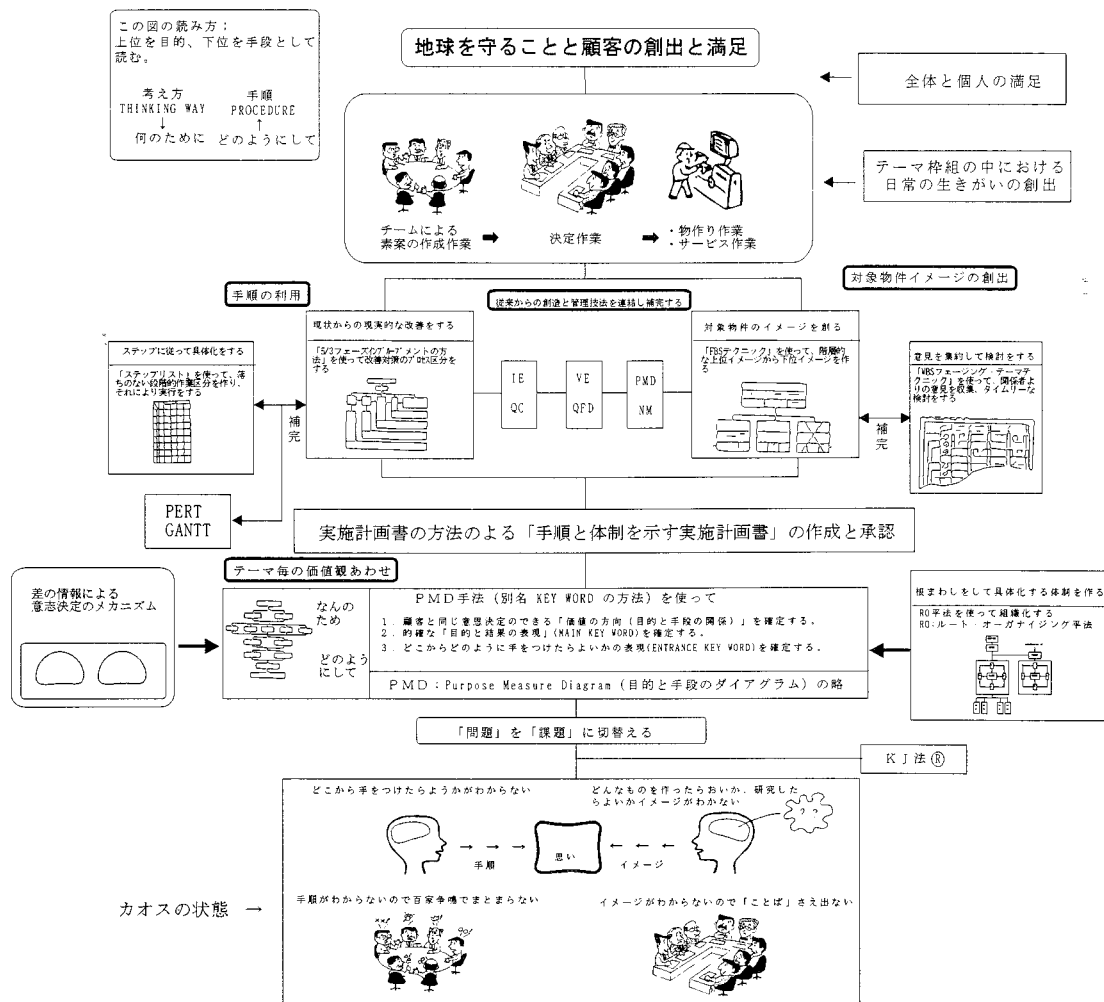 この図の読み方：
上位を目的、下位を手段として
読む。
考え方　手順
THINKING WAY　PROCEDURE
↓　↑
何のために　どのようにして
地球を守ることと顧客の創出と満足
全体と個人の満足
テーマ枠組の中における
日常の生きがいの創出
チームによる
素案の作成作業
決定作業
・物作り作業
・サービス作業
手順の利用
従来からの創造と管理技法を連結し補完する
対象物件イメージの創出
ステップに従って具体化をする
「ステップリスト」を使って、落
ちのない段階的作業区分を作り、
それにより実行をする
補完
現状からの現実的な改善をする
「5/3フェーズインプルーブメントの方
法」を使って改善対策のプロセス区分を
する
IE
QC
VE
QFD
PMD
NM
対象物件のイメージを創る
「FBSテクニック」を使って、階層的
な上位イメージから下位イメージを作
る
補完
意見を集約して検討をする
「MBSフェージング・テーマテ
クニック」を使って、関係者よ
りの意見を収集、タイムリーな
検討をする
PERT
GANTT
実施計画書の方法のよる「手順と体制を示す実施計画書」の作成と承認
テーマ毎の価値観あわせ
差の情報による
意志決定のメカニズム
なんの
ため
どのよう
にして
PMD手法（別名 KEY WORD の方法）を使って
1．顧客と同じ意思決定のできる「価値の方向（目的と手段の関係）」を確定する。
2．的確な「目的と結果の表現」(MAIN KEY WORD)を確定する。
3．どこからどのように手をつけたらよいかの表現(ENTRANCE KEY WORD)を確定する。
PMD：Purpose Measure Diagram（目的と手段のダイアグラム）の略
根まわしをして具体化する体制を作る
RO平法を使って組織化する
RO:ルート・オーガナイジング平法
「問題」を「課題」に切替える
KJ法®
どこから手をつけたらようかがわからない
どんなものを作ったらおいか、研究した
らよいかイメージがわかない
→ → →
手順
思い
← ← ← ←
イメージ
カオスの状態　→
手順がわからないので百家争鳴でまとまらない
イメージがわからないので「ことば」さえ出ない